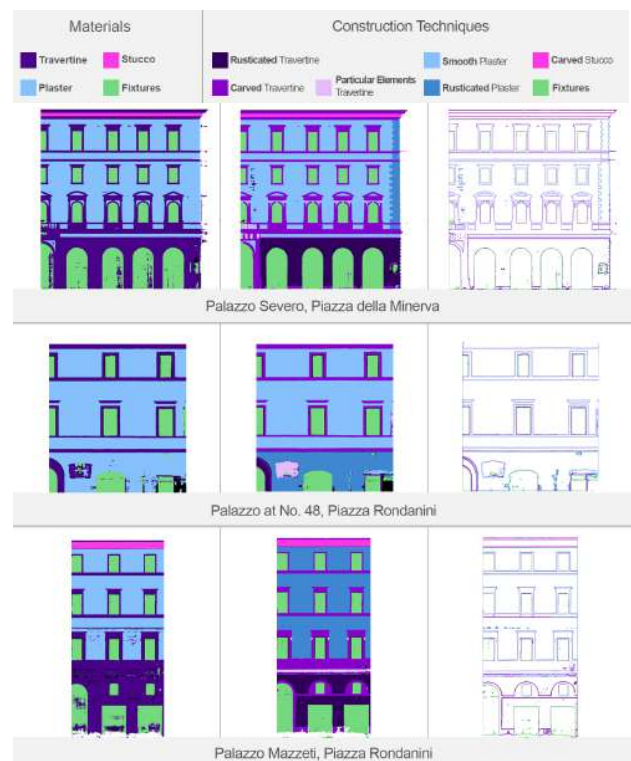 Materials
Construction Techniques
Travertine
Stucco
Plaster
Fixtures
Rusticated Travertine
Carved Travertine
Particular Elements
Travertine
Smooth Plaster
Rusticated Plaster
Carved Stucco
Fixtures
Palazzo Severo, Piazza della Minerva
Palazzo at No. 48, Piazza Rondanini
Palazzo Mazzeti, Piazza Rondanini